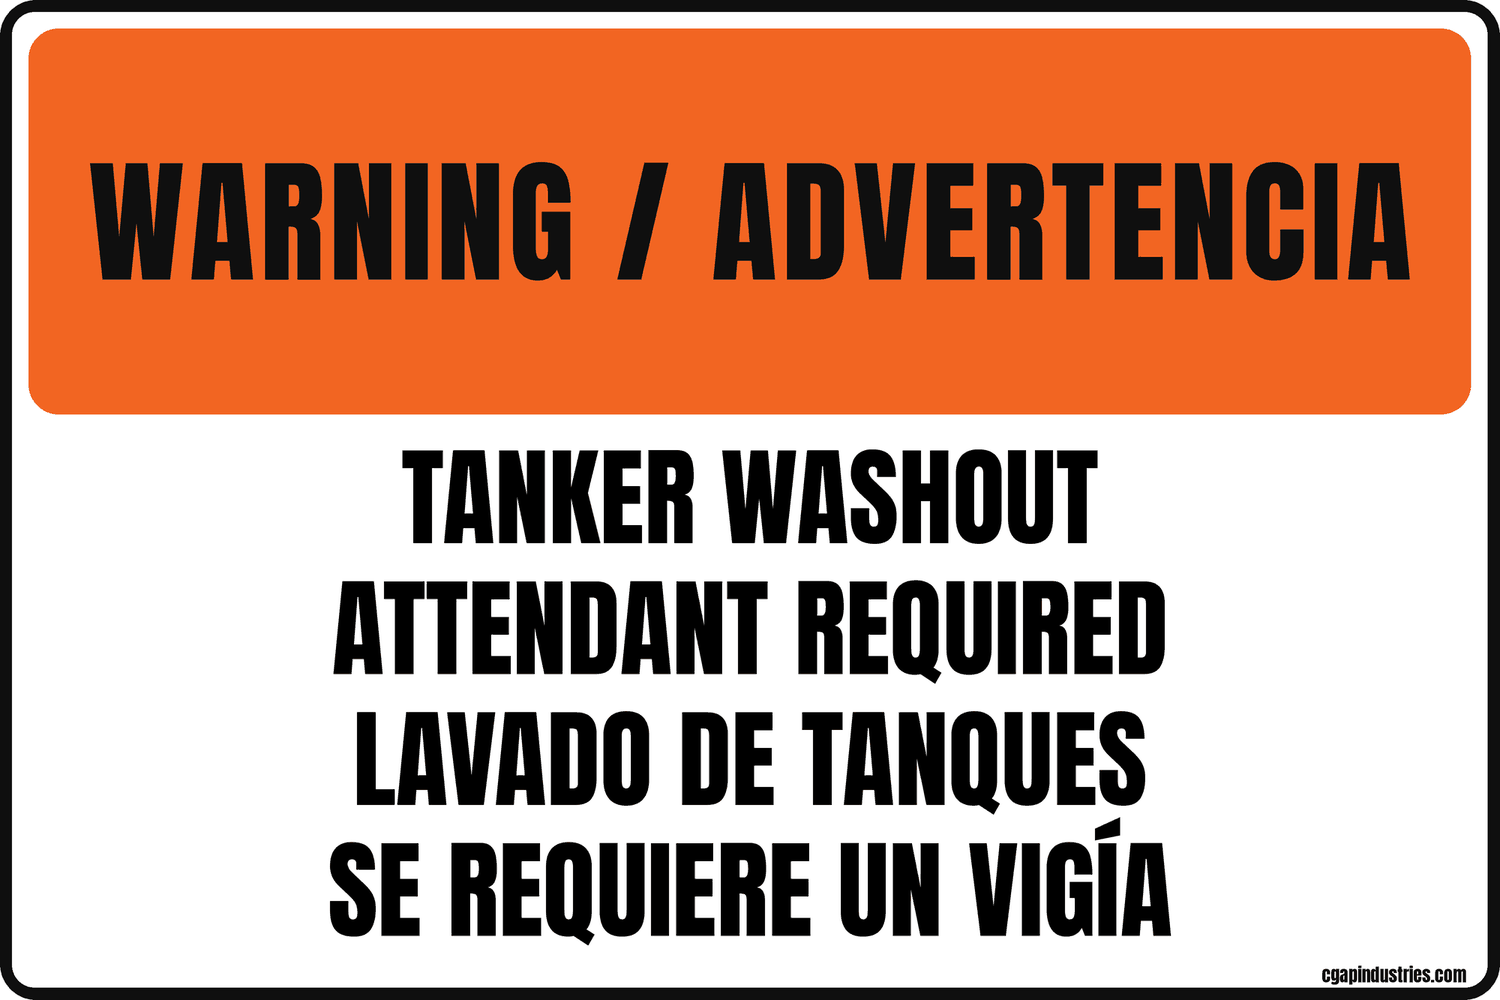 WARNING / ADVERTENCIA
TANKER WASHOUT
ATTENDANT REQUIRED
LAVADO DE TANQUES
SE REQUIERE UN VIGÍA
cgapindustries.com